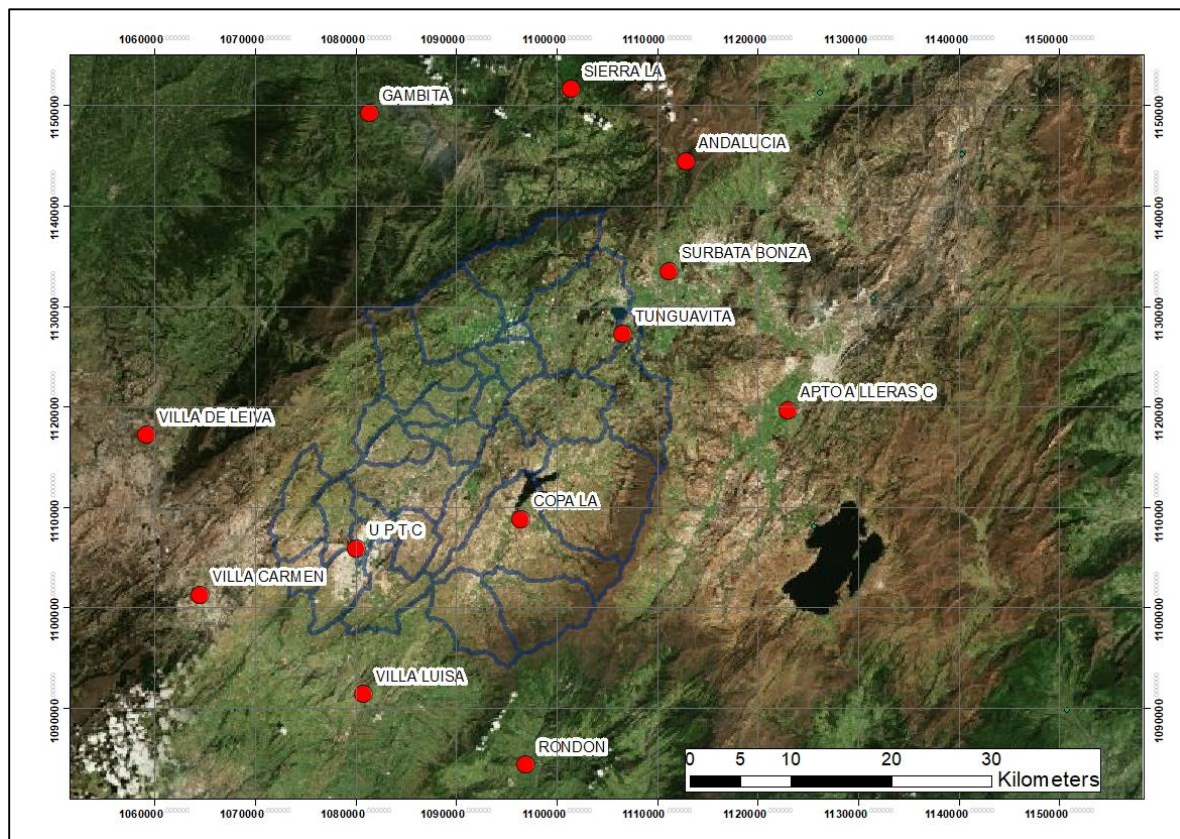 1060000 1070000 1080000 1090000 1100000 1110000 1120000 1130000 1140000 1150000
SIERRA LA
GAMBITA
1150000 1150000
ANDALUCIA
1140000 1140000
SURBATA BONZA
1130000 1130000
TUNGUAVITA
APTO A LLERAS C
1120000 1120000
VILLA DE LEIVA
1110000 1110000
COPA LA
U P T C
VILLA CARMEN
1100000 1100000
VILLA LUISA
1090000 1090000
RONDON
0 5 10 20 30
Kilometers
1060000 1070000 1080000 1090000 1100000 1110000 1120000 1130000 1140000 1150000